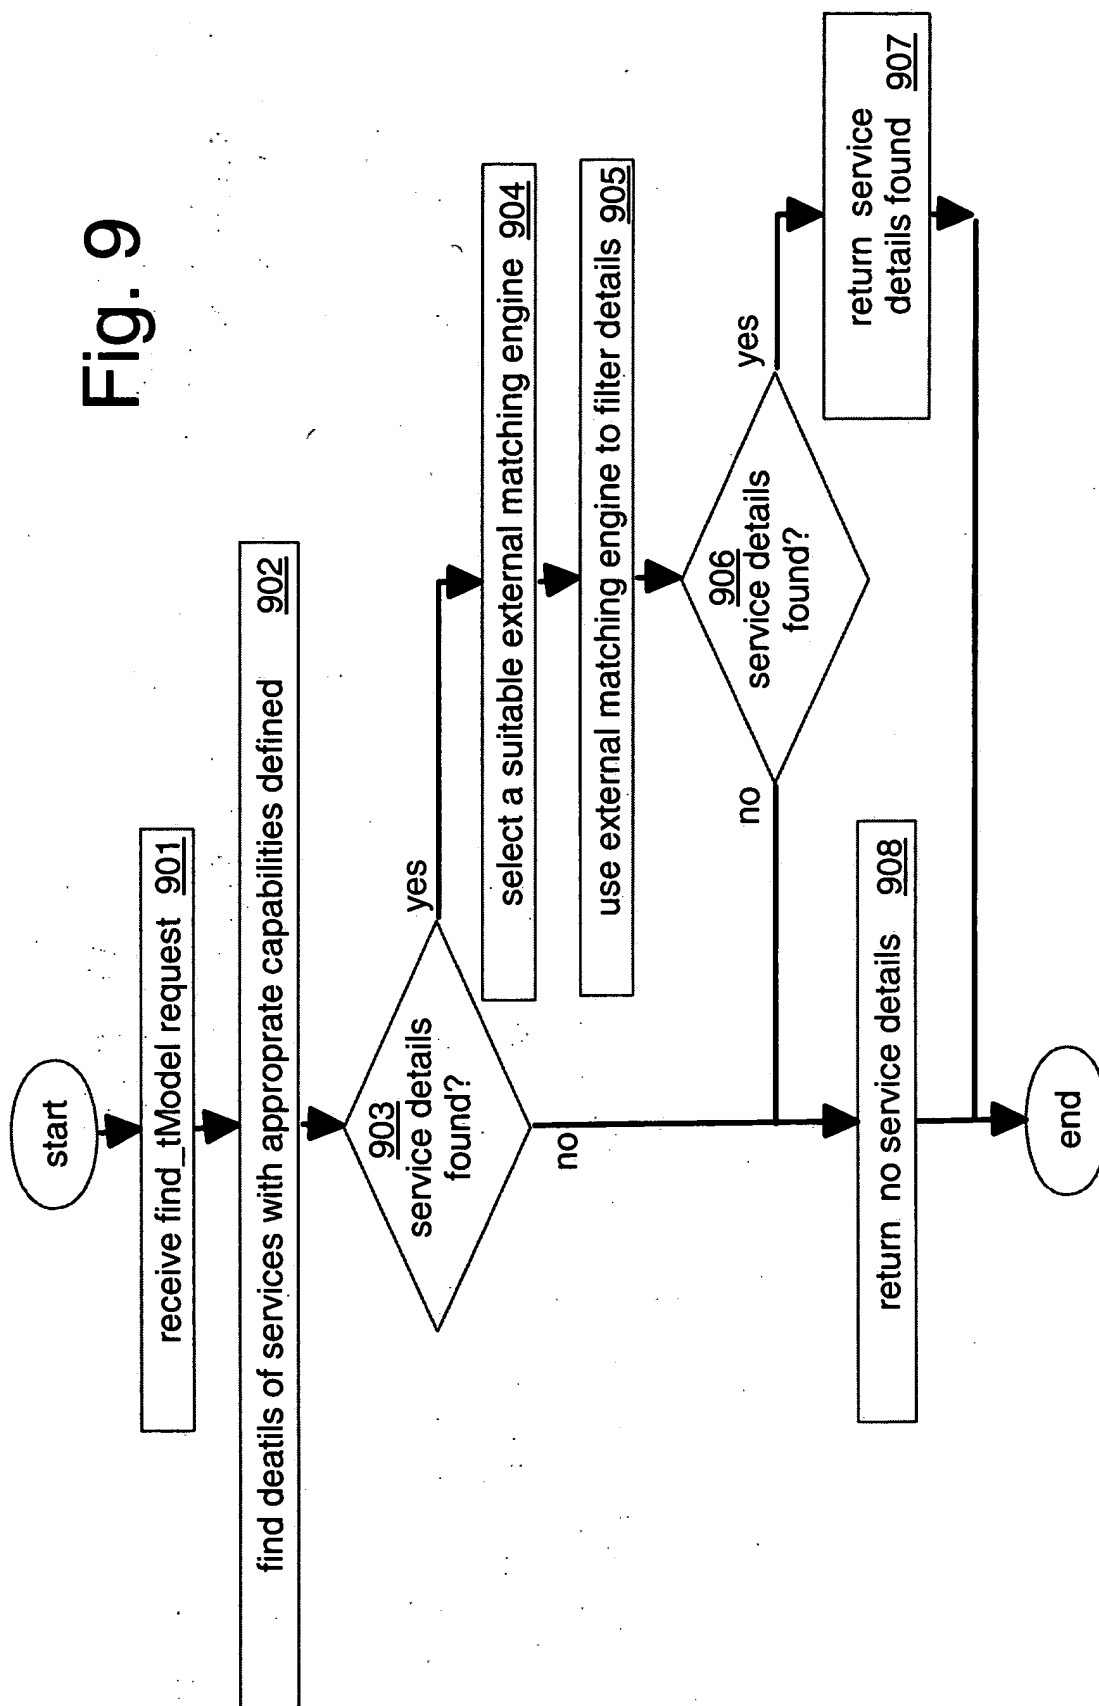 Fig. 9
start
receive find_tModel request 901
find deatils of services with approprate capabilities defined 902
903
service details
found?
yes
no
select a suitable external matching engine 904
use external matching engine to filter details 905
906
service details
found?
yes
no
return service
details found 907
return no service details 908
end